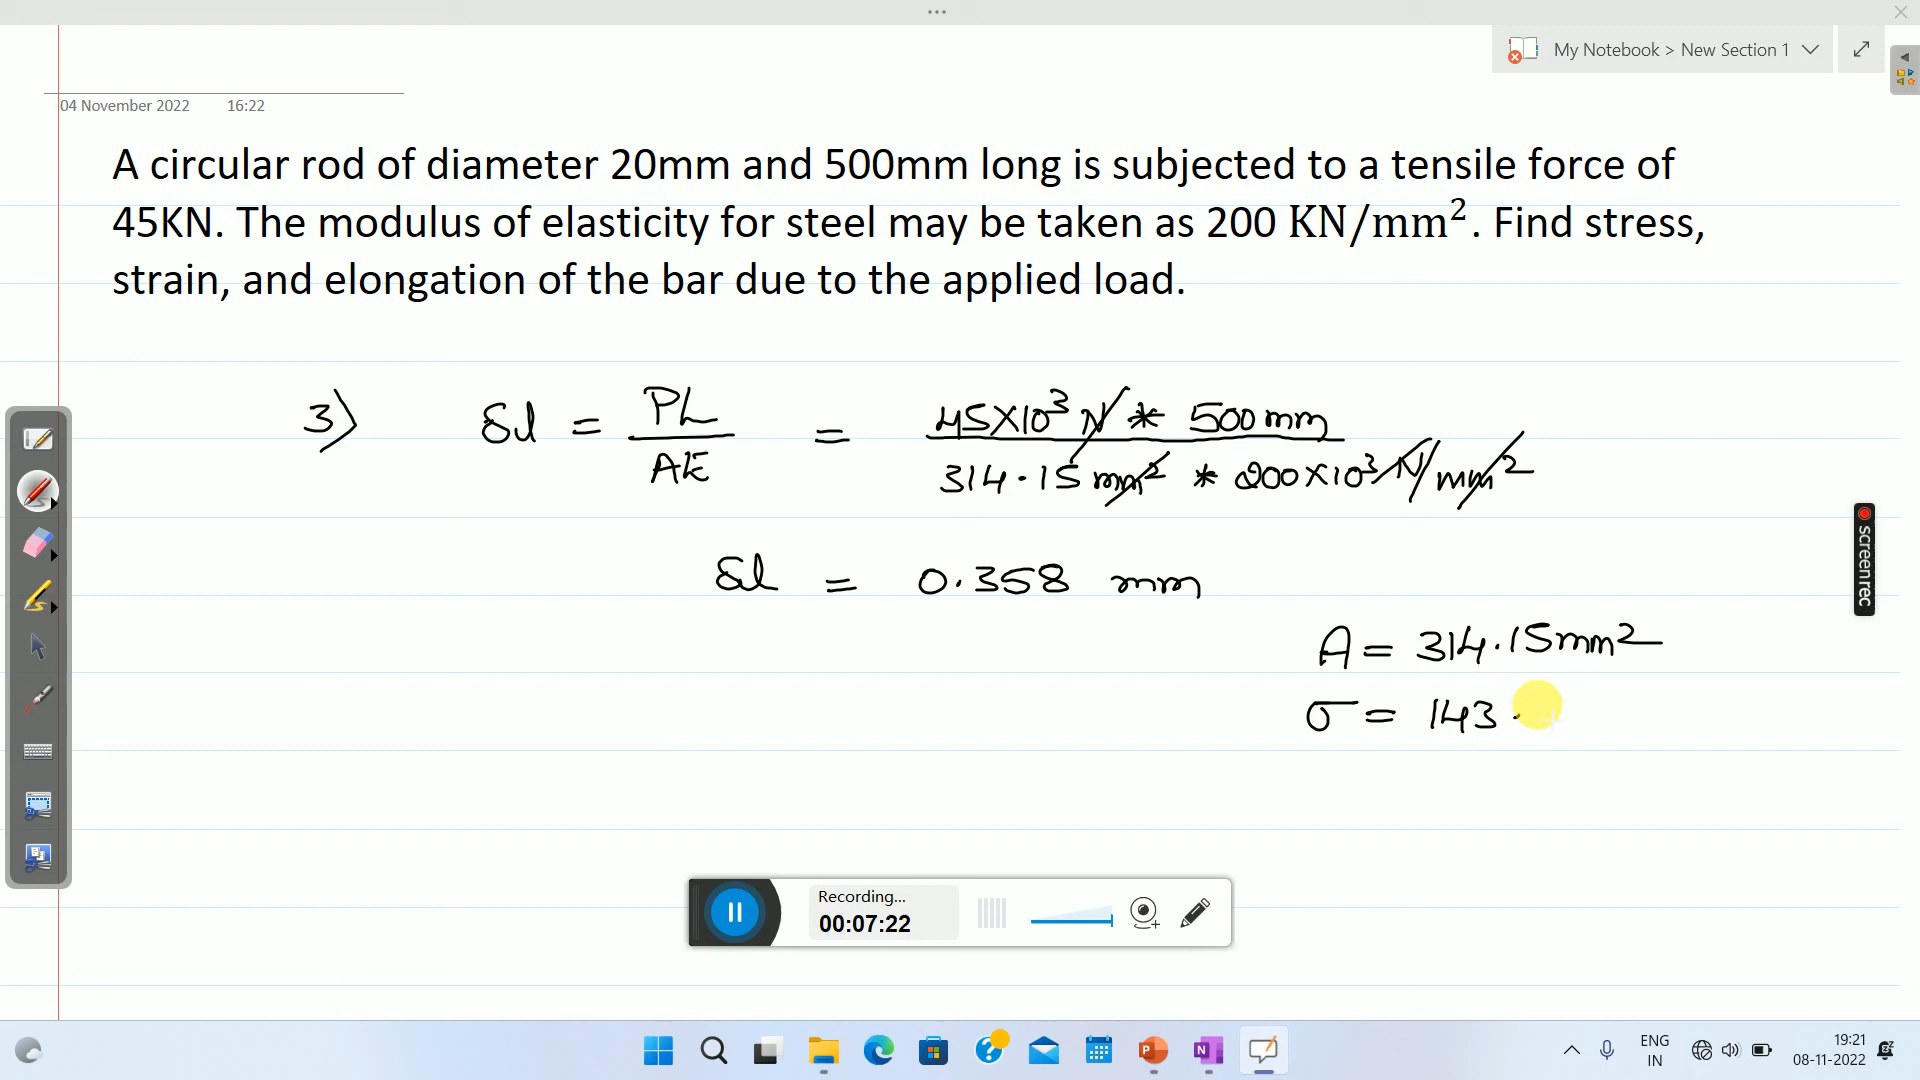 My Notebook > New Section 1
04 November 2022 16:22
A circular rod of diameter 20mm and 500mm long is subjected to a tensile force of
45KN. The modulus of elasticity for steel may be taken as 200 KN/mm². Find stress,
strain, and elongation of the bar due to the applied load.
3) δl = PL/AE = 45×10³ N * 500mm / 314.15 mm² * 200×10³ N/mm²
δl = 0.358 mm
A = 314.15mm²
σ = 143.
screenrec
Recording...
00:07:22
ENG
IN
19:21
08-11-2022